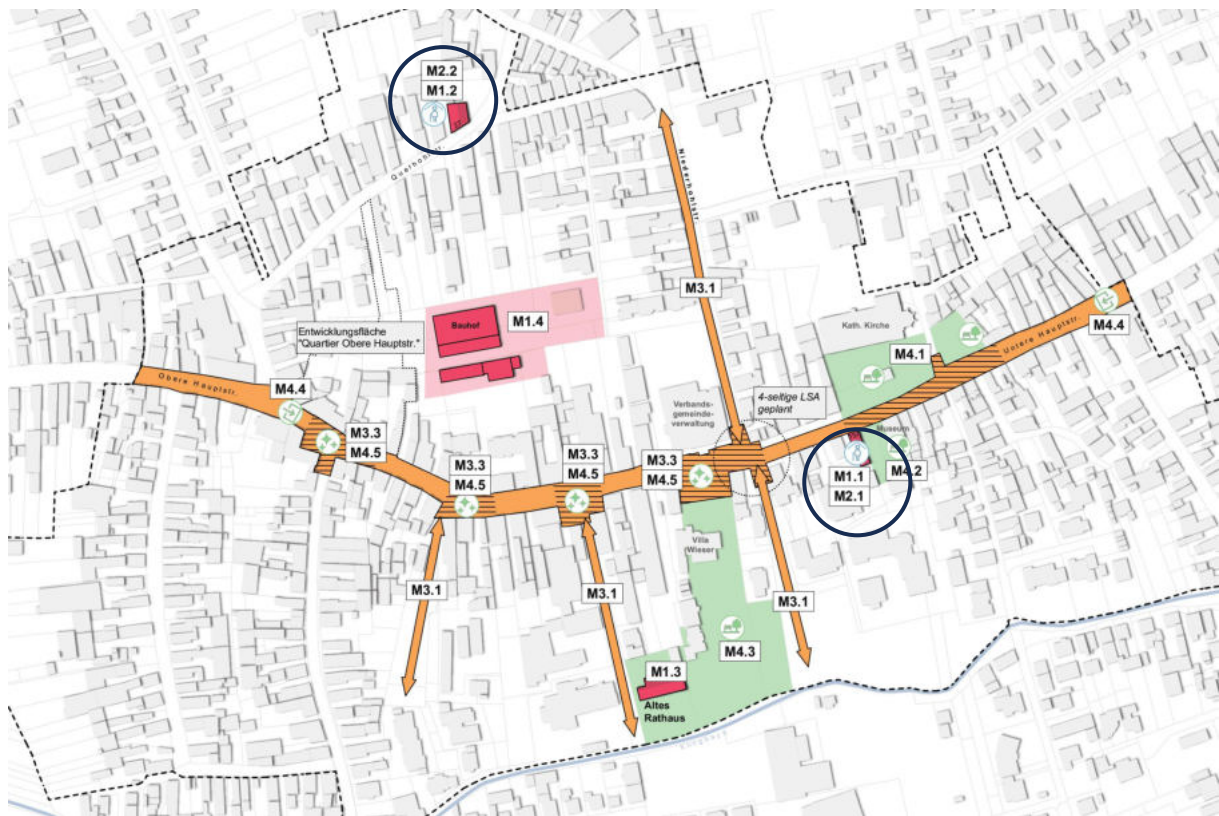 M2.2
M1.2
Quelhohlstr.
Niederhohlstr.
M3.1
Bauhof
M1.4
Entwicklungsfläche
"Quartier Obere Hauptstr."
Kath. Kirche
M4.1
Untere Hauptstr.
M4.4
Obere Hauptstr.
M4.4
Verbands-
gemeinde-
verwaltung
4-seitige LSA
geplant
Museum
M4.2
M1.1
M2.1
M3.3
M4.5
M3.3
M4.5
M3.3
M4.5
M3.3
M4.5
Villa
Wieser
M3.1
M3.1
M3.1
M4.3
M1.3
Altes
Rathaus
Klingbach